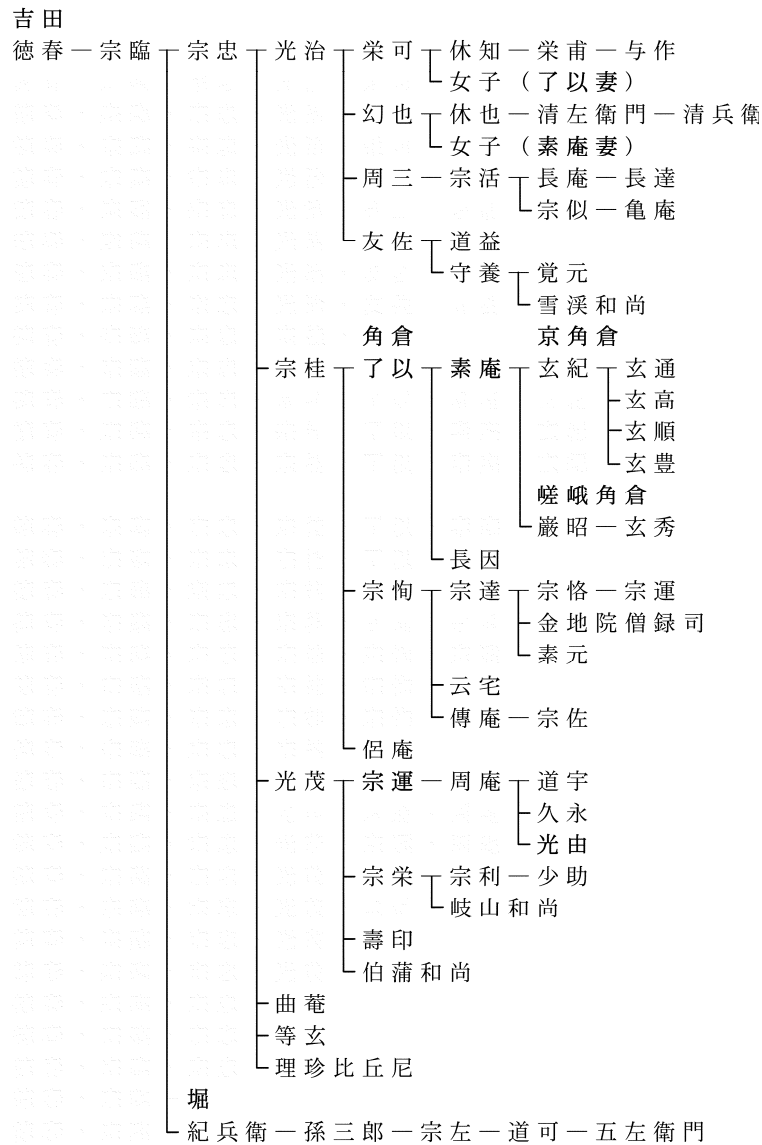 吉田
徳春 宗臨 宗忠 光治 栄可 休知 栄甫 与作
女子(了以妻)
幻也 休也 清左衛門 清兵衛
女子(素庵妻)
周三 宗活 長庵 長達
宗似 亀庵
友佐 道益
守養 覚元
雪渓和尚
角倉 京角倉
宗桂 了以 素庵 玄紀 玄通
玄高
玄順
玄豊
嵯峨角倉
巌昭 玄秀
長因
宗恂 宗達 宗恪 宗運
金地院僧録司
素元
云宅
傳庵 宗佐
侶庵
光茂 宗運 周庵 道宇
久永
光由
宗栄 宗利 少助
岐山和尚
壽印
伯蒲和尚
曲菴
等玄
理珍比丘尼
堀
紀兵衛 孫三郎 宗左 道可 五左衛門